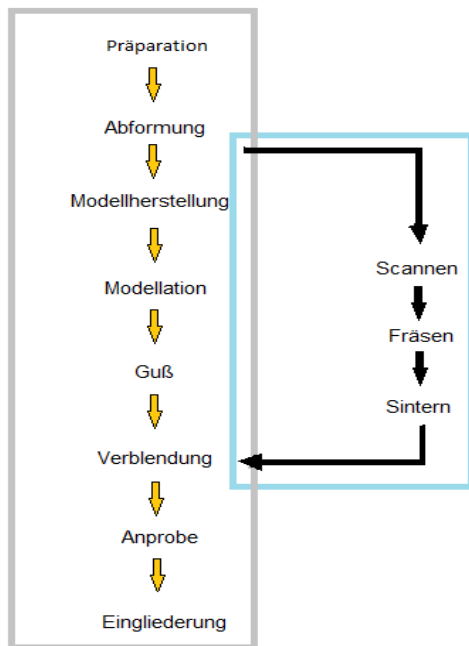 Präparation
Abformung
Modellherstellung
Modellation
Guß
Verblendung
Anprobe
Eingliederung
Scannen
Fräsen
Sintern